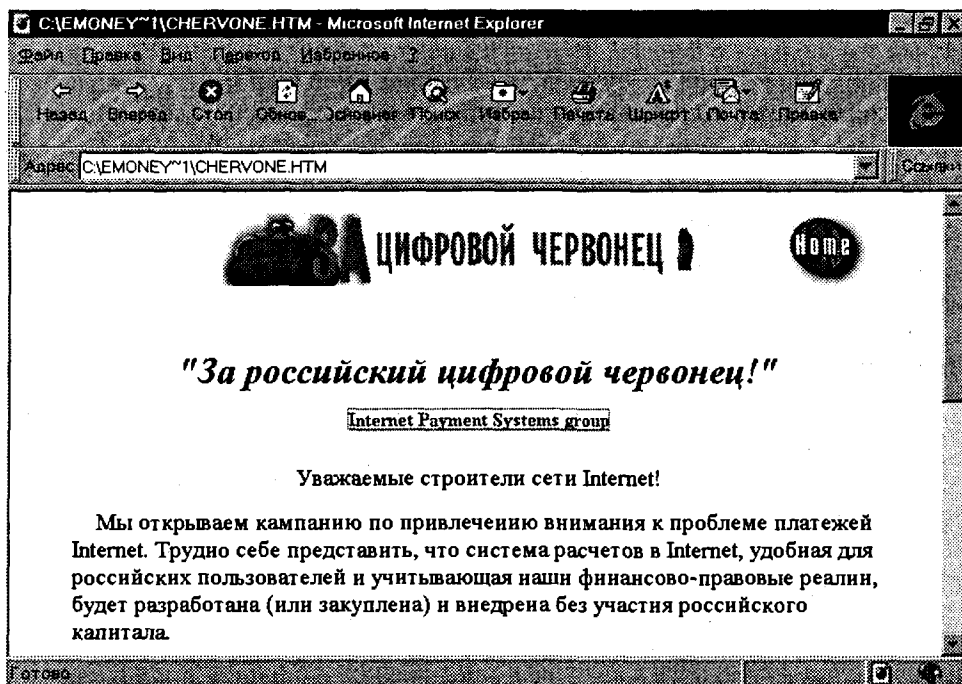 C:\EMONEY~1\CHERVONE.HTM - Microsoft Internet Explorer
Файл Правка Вид Переход Избранное ?
Назад Вперед Стоп Обнов... Основная Поиск Избра... Печать Шрифт Почта Правка
Адрес C:\EMONEY~1\CHERVONE.HTM Ссылки
ЗА ЦИФРОВОЙ ЧЕРВОНЕЦ Home
"За российский цифровой червонец!"
Internet Payment Systems group
Уважаемые строители сети Internet!
Мы открываем кампанию по привлечению внимания к проблеме платежей
Internet. Трудно себе представить, что система расчетов в Internet, удобная для
российских пользователей и учитывающая наши финансово-правовые реалии,
будет разработана (или закуплена) и внедрена без участия российского
капитала.
Готово